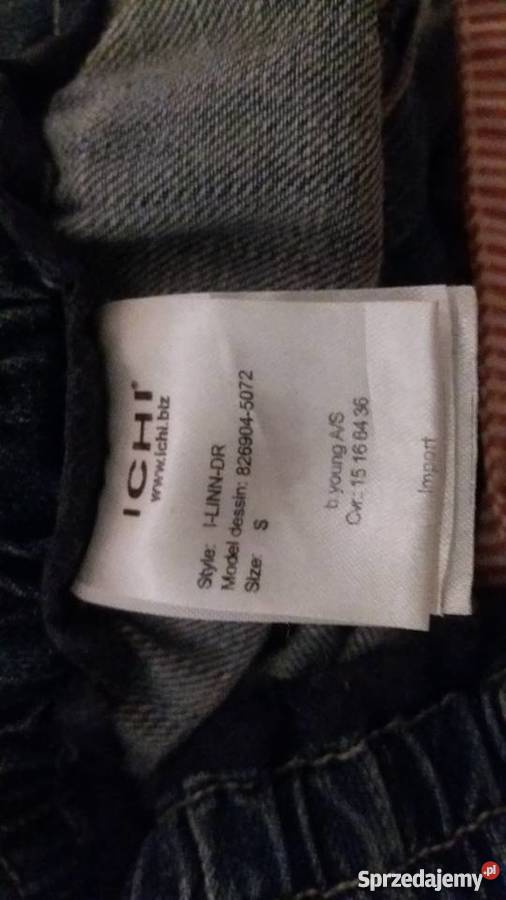 ICHI®
www.ichi.biz
Style: I-LINN-DR
Model dessin: 826904-5072
Size: S
b.young A/S
Cvr.: 15 16 64 36
Import
Sprzedajemy.pl